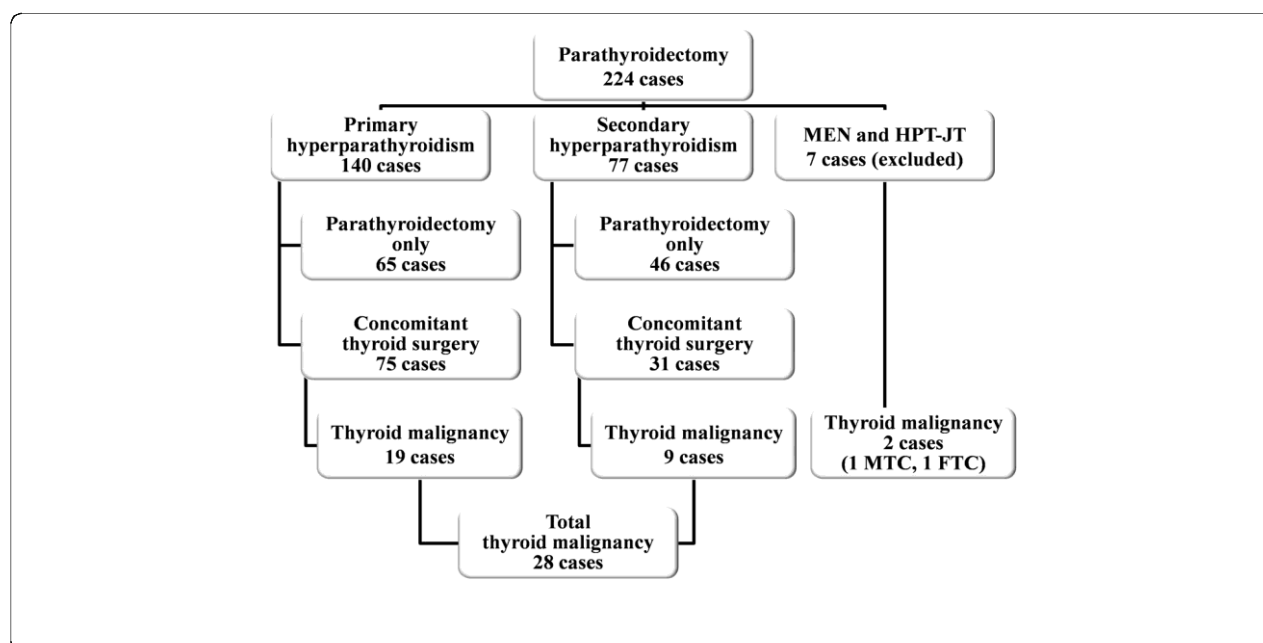 Parathyroidectomy
224 cases
Primary
hyperparathyroidism
140 cases
Secondary
hyperparathyroidism
77 cases
MEN and HPT-JT
7 cases (excluded)
Parathyroidectomy
only
65 cases
Parathyroidectomy
only
46 cases
Concomitant
thyroid surgery
75 cases
Concomitant
thyroid surgery
31 cases
Thyroid malignancy
19 cases
Thyroid malignancy
9 cases
Thyroid malignancy
2 cases
(1 MTC, 1 FTC)
Total
thyroid malignancy
28 cases